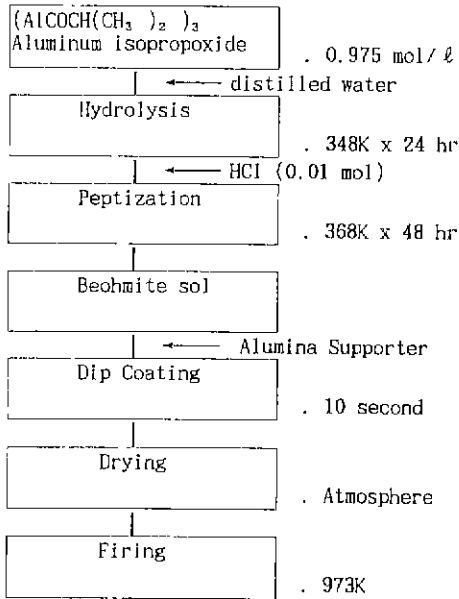 (AlCOCH(CH3 )2 )3
Aluminum isopropoxide
. 0.975 mol/ℓ
distilled water
Hydrolysis
. 348K x 24 hr
HCl (0.01 mol)
Peptization
. 368K x 48 hr
Beohmite sol
Alumina Supporter
Dip Coating
. 10 second
Drying
. Atmosphere
Firing
. 973K